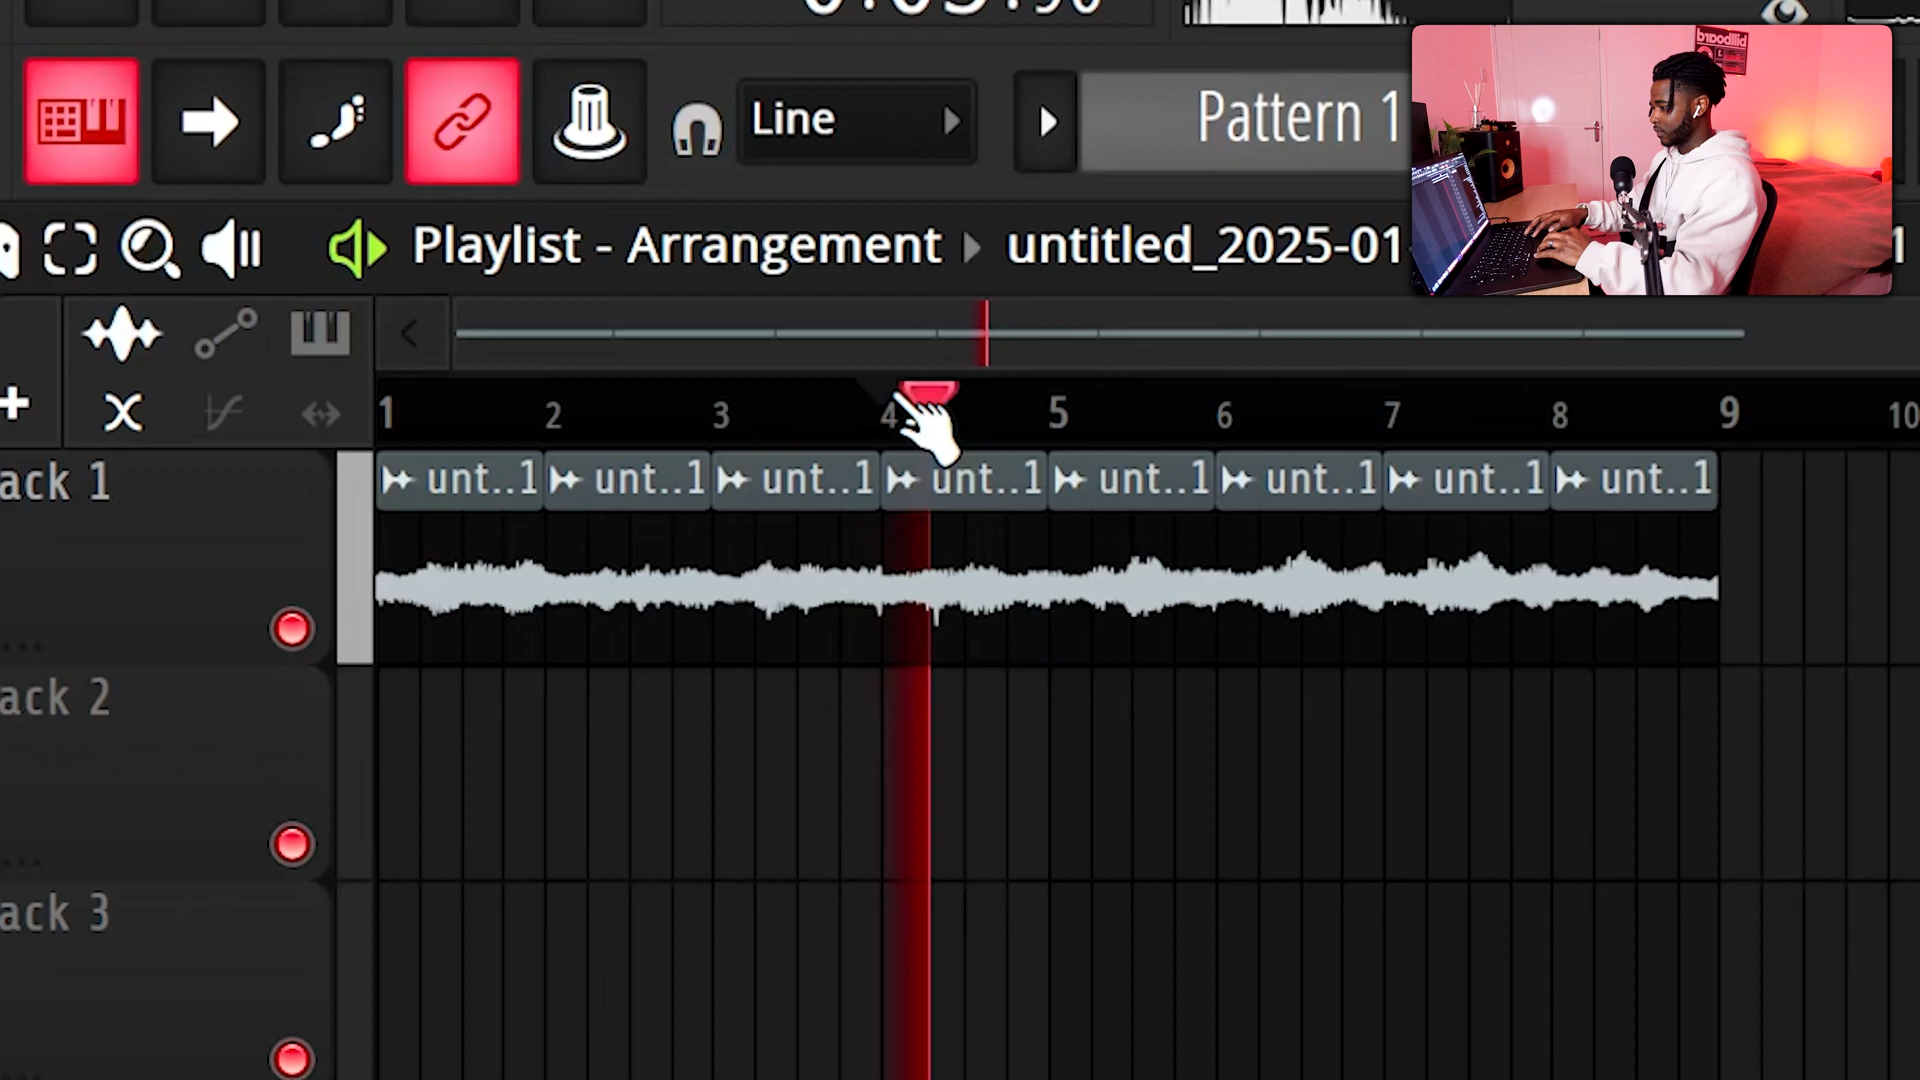 Line
Pattern 1
billboard
Playlist - Arrangement
untitled_2025-01
1
1 2 3 4 5 6 7 8 9 10
ack 1
unt..1 unt..1 unt..1 unt..1 unt..1 unt..1 unt..1 unt..1
ack 2
ack 3